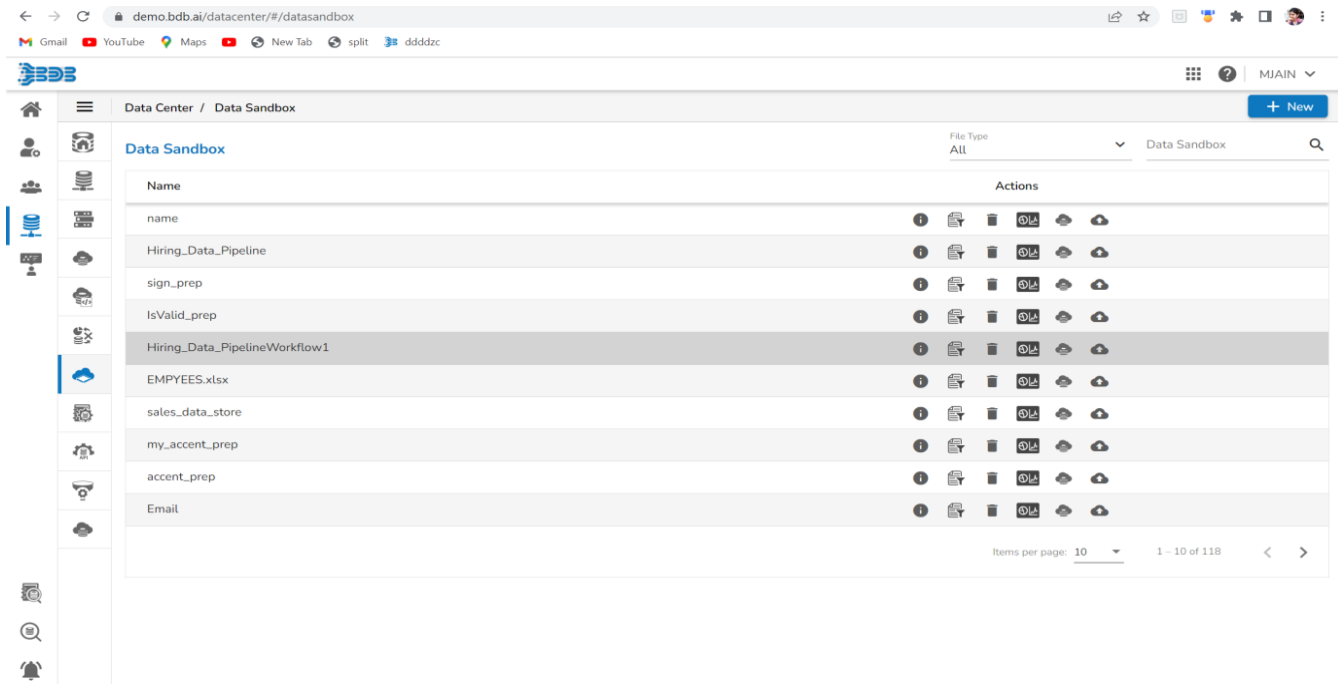 demo.bdb.ai/datacenter/#/datasandbox
Gmail YouTube Maps New Tab split ddddzc
BDB MJAIN
Data Center / Data Sandbox + New
Data Sandbox File Type All Data Sandbox
Name Actions
name
Hiring_Data_Pipeline
sign_prep
IsValid_prep
Hiring_Data_PipelineWorkflow1
EMPYEES.xlsx
sales_data_store
my_accent_prep
accent_prep
API
Email
Items per page: 10 1 – 10 of 118